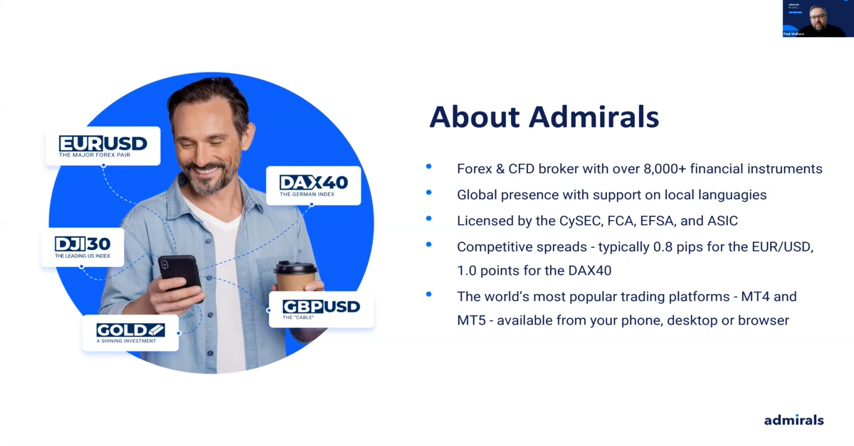 About Admirals
EURUSD
THE MAJOR FOREX PAIR
DAX40
THE GERMAN INDEX
DJI30
THE LEADING US INDEX
GBPUSD
THE "CABLE"
GOLD
A SHINING INVESTMENT
• Forex & CFD broker with over 8,000+ financial instruments
• Global presence with support on local languagies
• Licensed by the CySEC, FCA, EFSA, and ASIC
• Competitive spreads - typically 0.8 pips for the EUR/USD,
1.0 points for the DAX40
• The world's most popular trading platforms - MT4 and
MT5 - available from your phone, desktop or browser
admirals
admirals